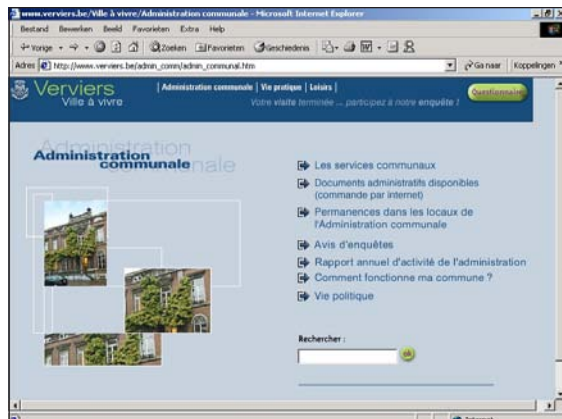 www.verviers.be/Ville à vivre/Administration communale - Microsoft Internet Explorer
Bestand Bewerken Beeld Favorieten Extra Help
Vorige Zoeken Favorieten Geschiedenis
Adres http://www.verviers.be/admn_comn/admn_communal.htm Ga naar Koppelingen
Verviers
Ville à vivre
| Administration communale | Vie pratique | Loisirs |
Votre visite terminée ... participez à notre enquête !
Questionnaire
Administration
communale
Administration
communale
Les services communaux
Documents administratifs disponibles
(commande par internet)
Permanences dans les locaux de
l'Administration communale
Avis d'enquêtes
Rapport annuel d'activité de l'administration
Comment fonctionne ma commune ?
Vie politique
Rechercher :
ok